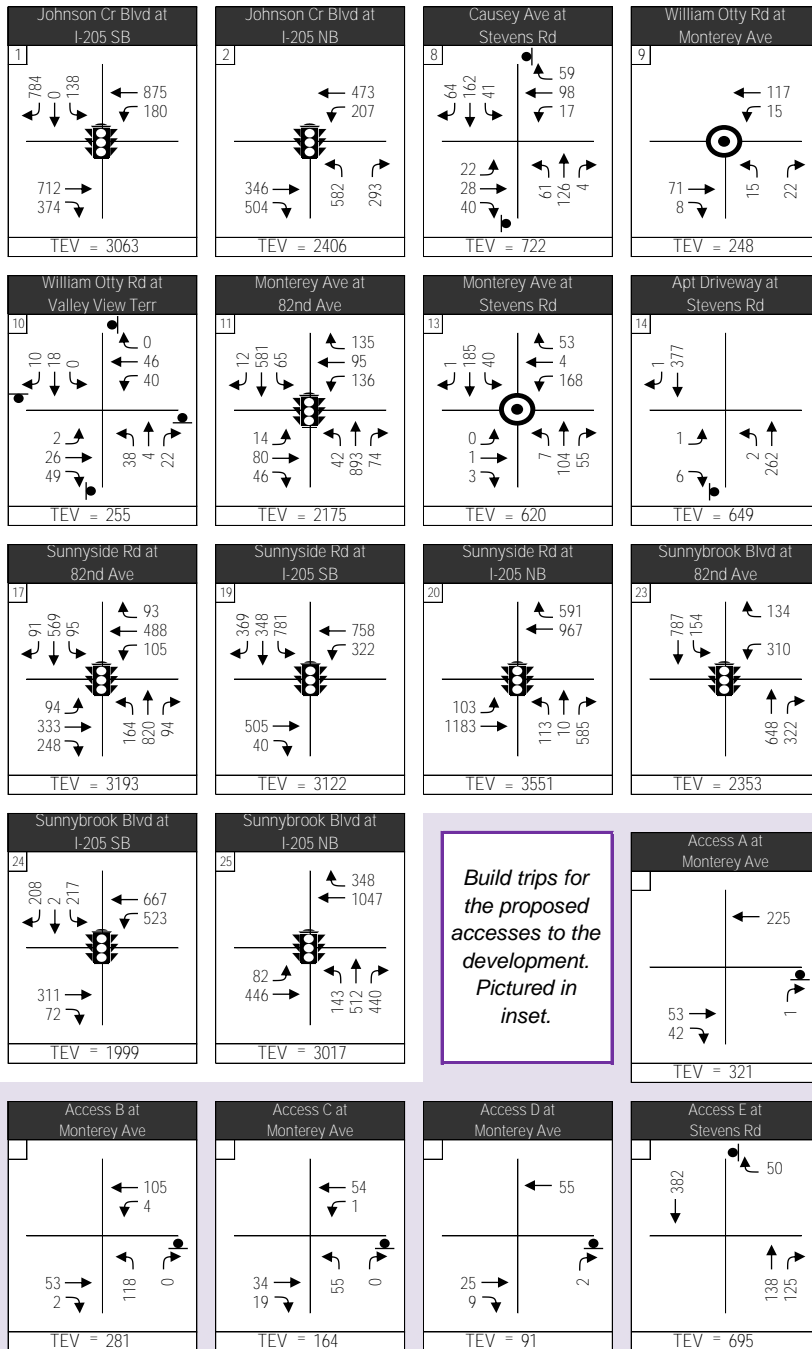 Johnson Cr Blvd at
I-205 SB
1
784
0
138
875
180
712
374
TEV = 3063
Johnson Cr Blvd at
I-205 NB
2
473
207
346
504
582
293
TEV = 2406
Causey Ave at
Stevens Rd
8
64
162
41
59
98
17
22
28
40
61
126
4
TEV = 722
William Otty Rd at
Monterey Ave
9
117
15
71
8
15
22
TEV = 248
William Otty Rd at
Valley View Terr
10
10
18
0
0
46
40
2
26
49
38
4
22
TEV = 255
Monterey Ave at
82nd Ave
11
12
581
65
135
95
136
14
80
46
42
893
74
TEV = 2175
Monterey Ave at
Stevens Rd
13
1
185
40
53
4
168
0
1
3
7
104
55
TEV = 620
Apt Driveway at
Stevens Rd
14
1
377
1
6
2
262
TEV = 649
Sunnyside Rd at
82nd Ave
17
91
569
95
93
488
105
94
333
248
164
820
94
TEV = 3193
Sunnyside Rd at
I-205 SB
19
369
348
781
758
322
505
40
TEV = 3122
Sunnyside Rd at
I-205 NB
20
591
967
103
1183
113
10
585
TEV = 3551
Sunnybrook Blvd at
82nd Ave
23
787
154
134
310
648
322
TEV = 2353
Sunnybrook Blvd at
I-205 SB
24
208
2
217
667
523
311
72
TEV = 1999
Sunnybrook Blvd at
I-205 NB
25
348
1047
82
446
143
512
440
TEV = 3017
Build trips for
the proposed
accesses to the
development.
Pictured in
inset.
Access A at
Monterey Ave
225
53
42
1
TEV = 321
Access B at
Monterey Ave
105
4
53
2
118
0
TEV = 281
Access C at
Monterey Ave
54
1
34
19
55
0
TEV = 164
Access D at
Monterey Ave
55
25
9
2
TEV = 91
Access E at
Stevens Rd
382
50
138
125
TEV = 695